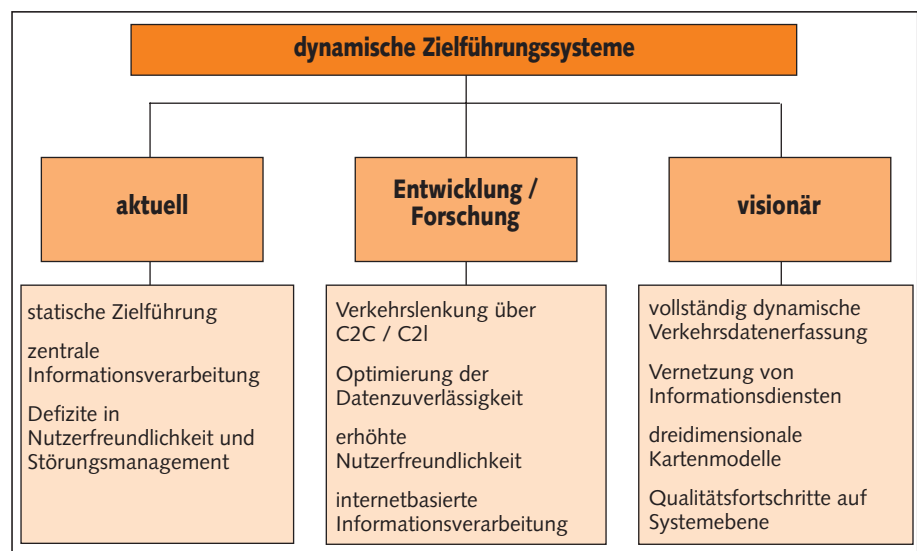 dynamische Zielführungssysteme
aktuell
Entwicklung /
Forschung
visionär
statische Zielführung
zentrale
Informationsverarbeitung
Defizite in
Nutzerfreundlichkeit und
Störungsmanagement
Verkehrslenkung über
C2C / C2I
Optimierung der
Datenzuverlässigkeit
erhöhte
Nutzerfreundlichkeit
internetbasierte
Informationsverarbeitung
vollständig dynamische
Verkehrsdatenerfassung
Vernetzung von
Informationsdiensten
dreidimensionale
Kartenmodelle
Qualitätsfortschritte auf
Systemebene